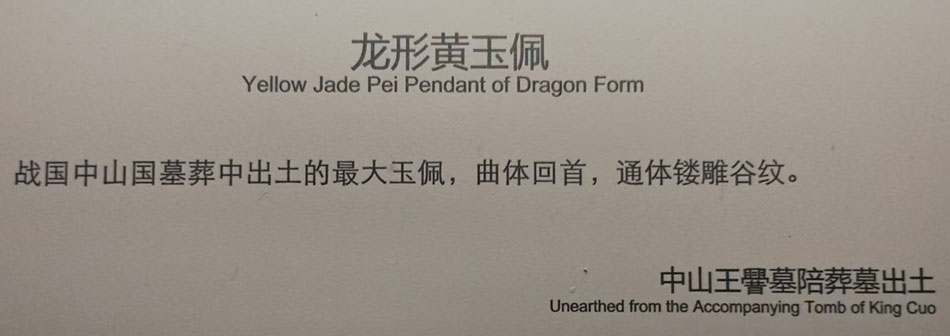 龙形黄玉佩
Yellow Jade Pei Pendant of Dragon Form
战国中山国墓葬中出土的最大玉佩，曲体回首，通体镂雕谷纹。
中山王譽墓陪葬墓出土
Unearthed from the Accompanying Tomb of King Cuo